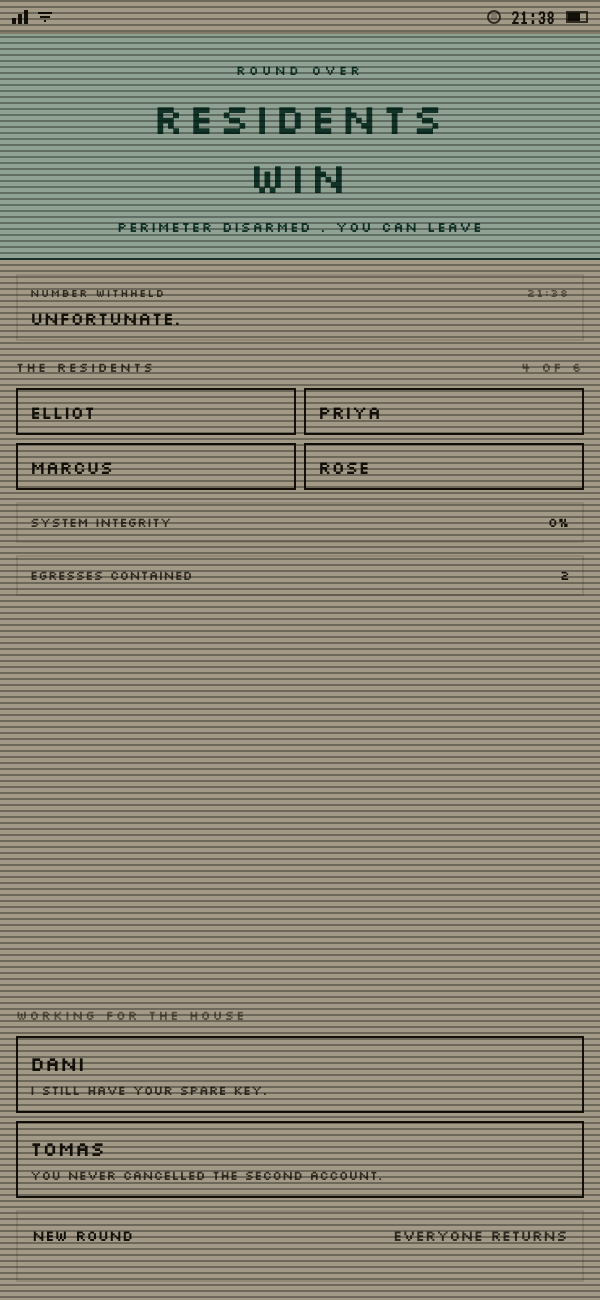 21:38
ROUND OVER
RESIDENTS
WIN
PERIMETER DISARMED . YOU CAN LEAVE
NUMBER WITHHELD 21:38
UNFORTUNATE.
THE RESIDENTS 4 OF 6
ELLIOT PRIYA
MARCUS ROSE
SYSTEM INTEGRITY 0%
EGRESSES CONTAINED 2
WORKING FOR THE HOUSE
DANI
I STILL HAVE YOUR SPARE KEY.
TOMAS
YOU NEVER CANCELLED THE SECOND ACCOUNT.
NEW ROUND EVERYONE RETURNS